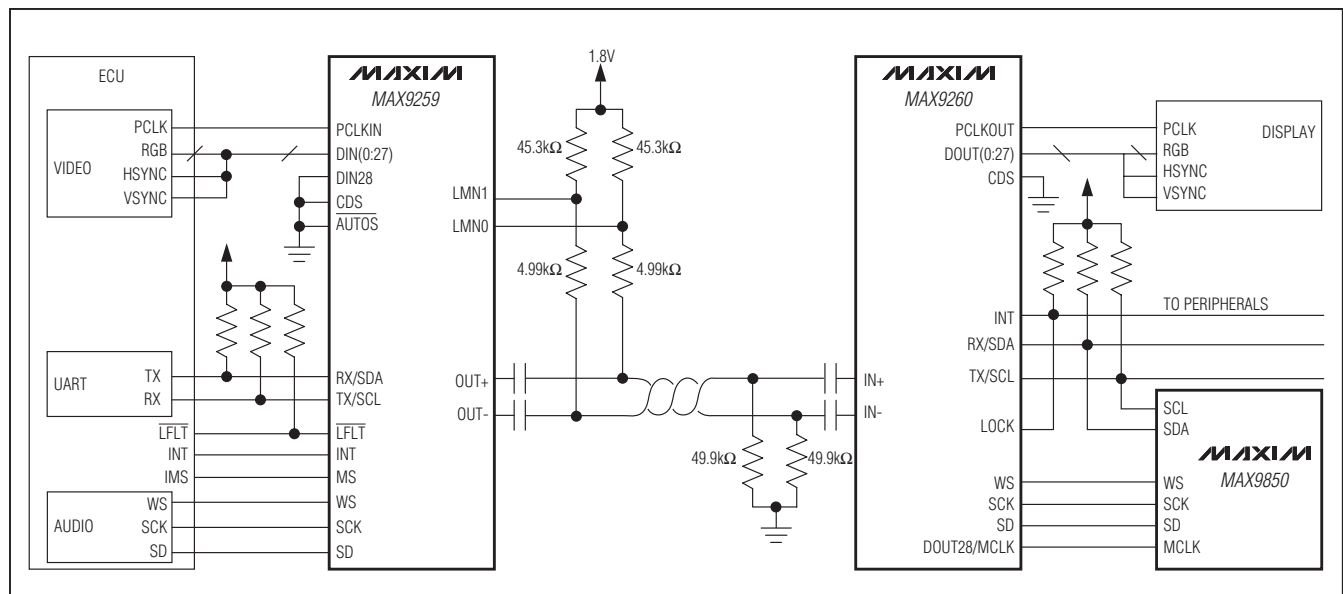 ECU
VIDEO
PCLK
RGB
HSYNC
VSYNC
UART
TX
RX
LFLT
INT
IMS
AUDIO
WS
SCK
SD
MAXIM
MAX9259
PCLKIN
DIN(0:27)
DIN28
CDS
AUTOS
RX/SDA
TX/SCL
LFLT
INT
MS
WS
SCK
SD
LMN1
LMN0
OUT+
OUT-
1.8V
45.3kΩ
45.3kΩ
4.99kΩ
4.99kΩ
49.9kΩ
49.9kΩ
MAXIM
MAX9260
PCLKOUT
DOUT(0:27)
CDS
INT
RX/SDA
TX/SCL
IN+
IN-
LOCK
WS
SCK
SD
DOUT28/MCLK
PCLK
RGB
HSYNC
VSYNC
DISPLAY
TO PERIPHERALS
SCL
SDA
MAXIM
MAX9850
WS
SCK
SD
MCLK